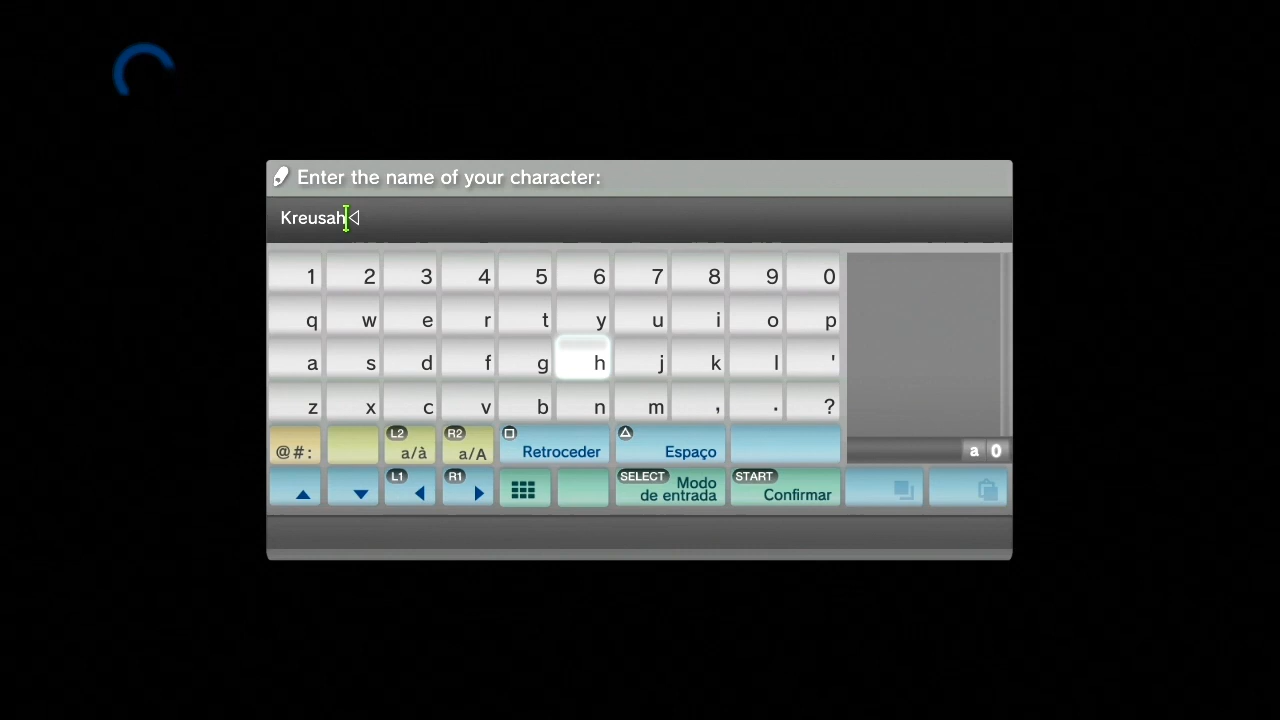 Enter the name of your character:
Kreusah
1 2 3 4 5 6 7 8 9 0
q w e r t y u i o p
a s d f g h j k l '
z x c v b n m , . ?
@#: L2 a/à R2 a/A Retroceder Espaço
a 0
L1 R1 SELECT Modo de entrada START Confirmar